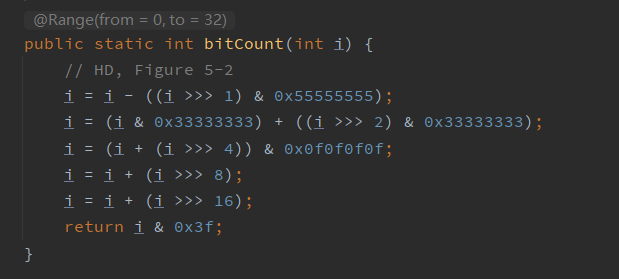 @Range(from = 0, to = 32)
public static int bitCount(int i) {
// HD, Figure 5-2
i = i - ((i >>> 1) & 0x55555555);
i = (i & 0x33333333) + ((i >>> 2) & 0x33333333);
i = (i + (i >>> 4)) & 0x0f0f0f0f;
i = i + (i >>> 8);
i = i + (i >>> 16);
return i & 0x3f;
}